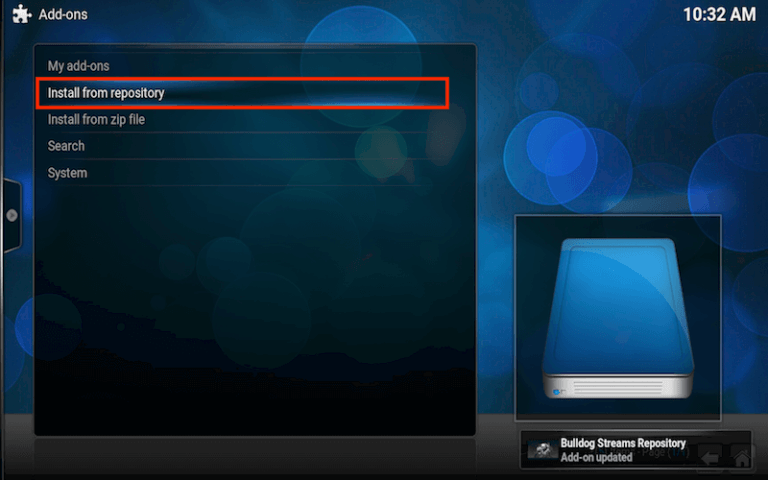 Add-ons
10:32 AM
My add-ons
Install from repository
Install from zip file
Search
System
Bulldog Streams Repository
Add-on updated